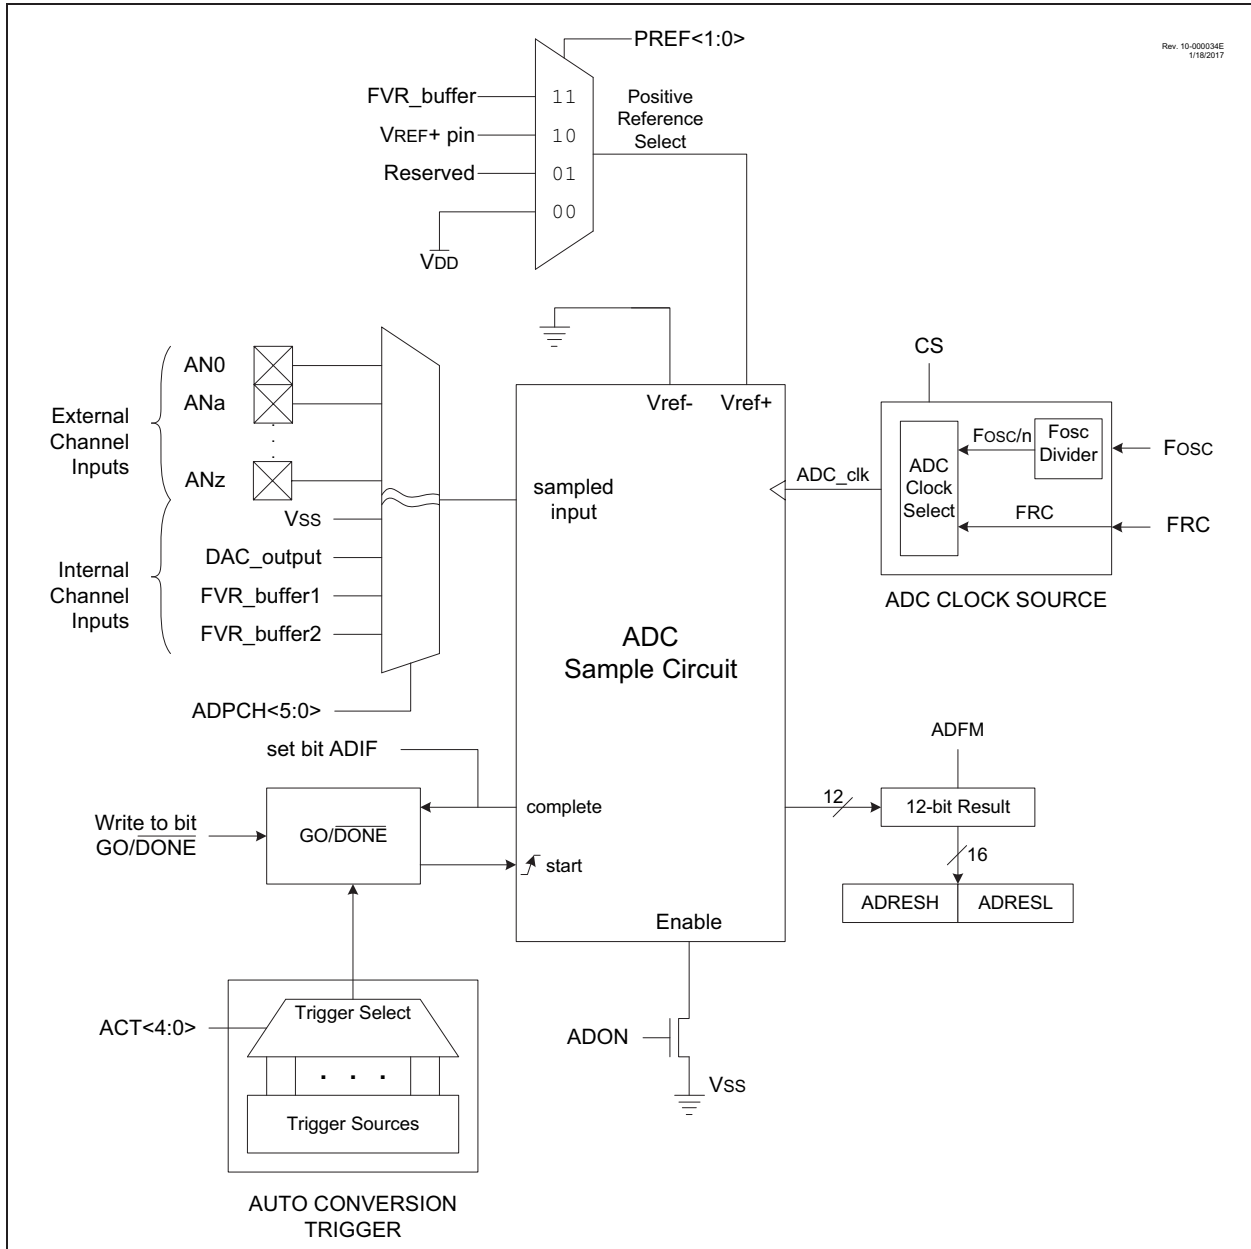 Rev. 10-000034E
1/18/2017
PREF<1:0>
FVR_buffer
11
VREF+ pin
10
Reserved
01
00
VDD
Positive
Reference
Select
External
Channel
Inputs
AN0
ANa
.
.
.
ANz
Internal
Channel
Inputs
VSS
DAC_output
FVR_buffer1
FVR_buffer2
ADPCH<5:0>
Vref-
Vref+
sampled
input
ADC_clk
ADC
Sample Circuit
CS
ADC
Clock
Select
FOSC/n
Fosc
Divider
FOSC
FRC
FRC
ADC CLOCK SOURCE
set bit ADIF
complete
Write to bit
GO/DONE
GO/DONE
start
Enable
ADFM
12
12-bit Result
16
ADRESH
ADRESL
ADON
VSS
ACT<4:0>
Trigger Select
. . .
Trigger Sources
AUTO CONVERSION
TRIGGER